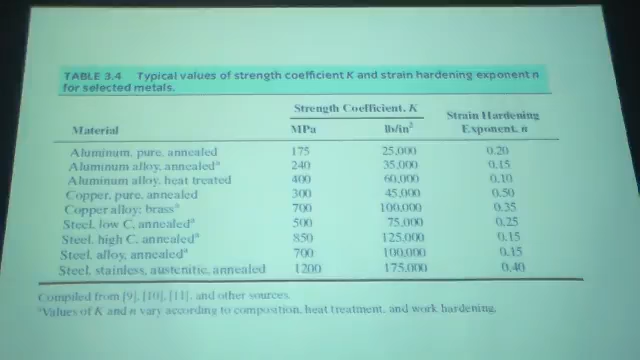 TABLE 3.4 Typical values of strength coefficient K and strain hardening exponent n
for selected metals.
Strength Coefficient, K Strain Hardening
Material MPa lb/in² Exponent, n
Aluminum, pure, annealed 175 25,000 0.20
Aluminum alloy, annealedª 240 35,000 0.15
Aluminum alloy, heat treated 400 60,000 0.10
Copper, pure, annealed 300 45,000 0.50
Copper alloy: brassª 700 100,000 0.35
Steel, low C, annealedª 500 75,000 0.25
Steel, high C, annealedª 850 125,000 0.15
Steel, alloy, annealedª 700 100,000 0.15
Steel, stainless, austenitic, annealed 1200 175,000 0.40
Compiled from [9], [10], [11], and other sources.
ªValues of K and n vary according to composition, heat treatment, and work hardening.